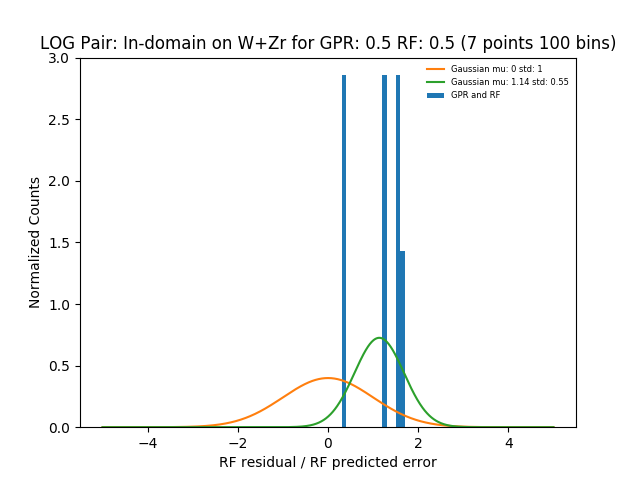 LOG Pair: In-domain on W+Zr for GPR: 0.5 RF: 0.5 (7 points 100 bins)
3.0
2.5
2.0
1.5
1.0
0.5
0.0
Normalized Counts
Gaussian mu: 0 std: 1
Gaussian mu: 1.14 std: 0.55
GPR and RF
−4 −2 0 2 4
RF residual / RF predicted error